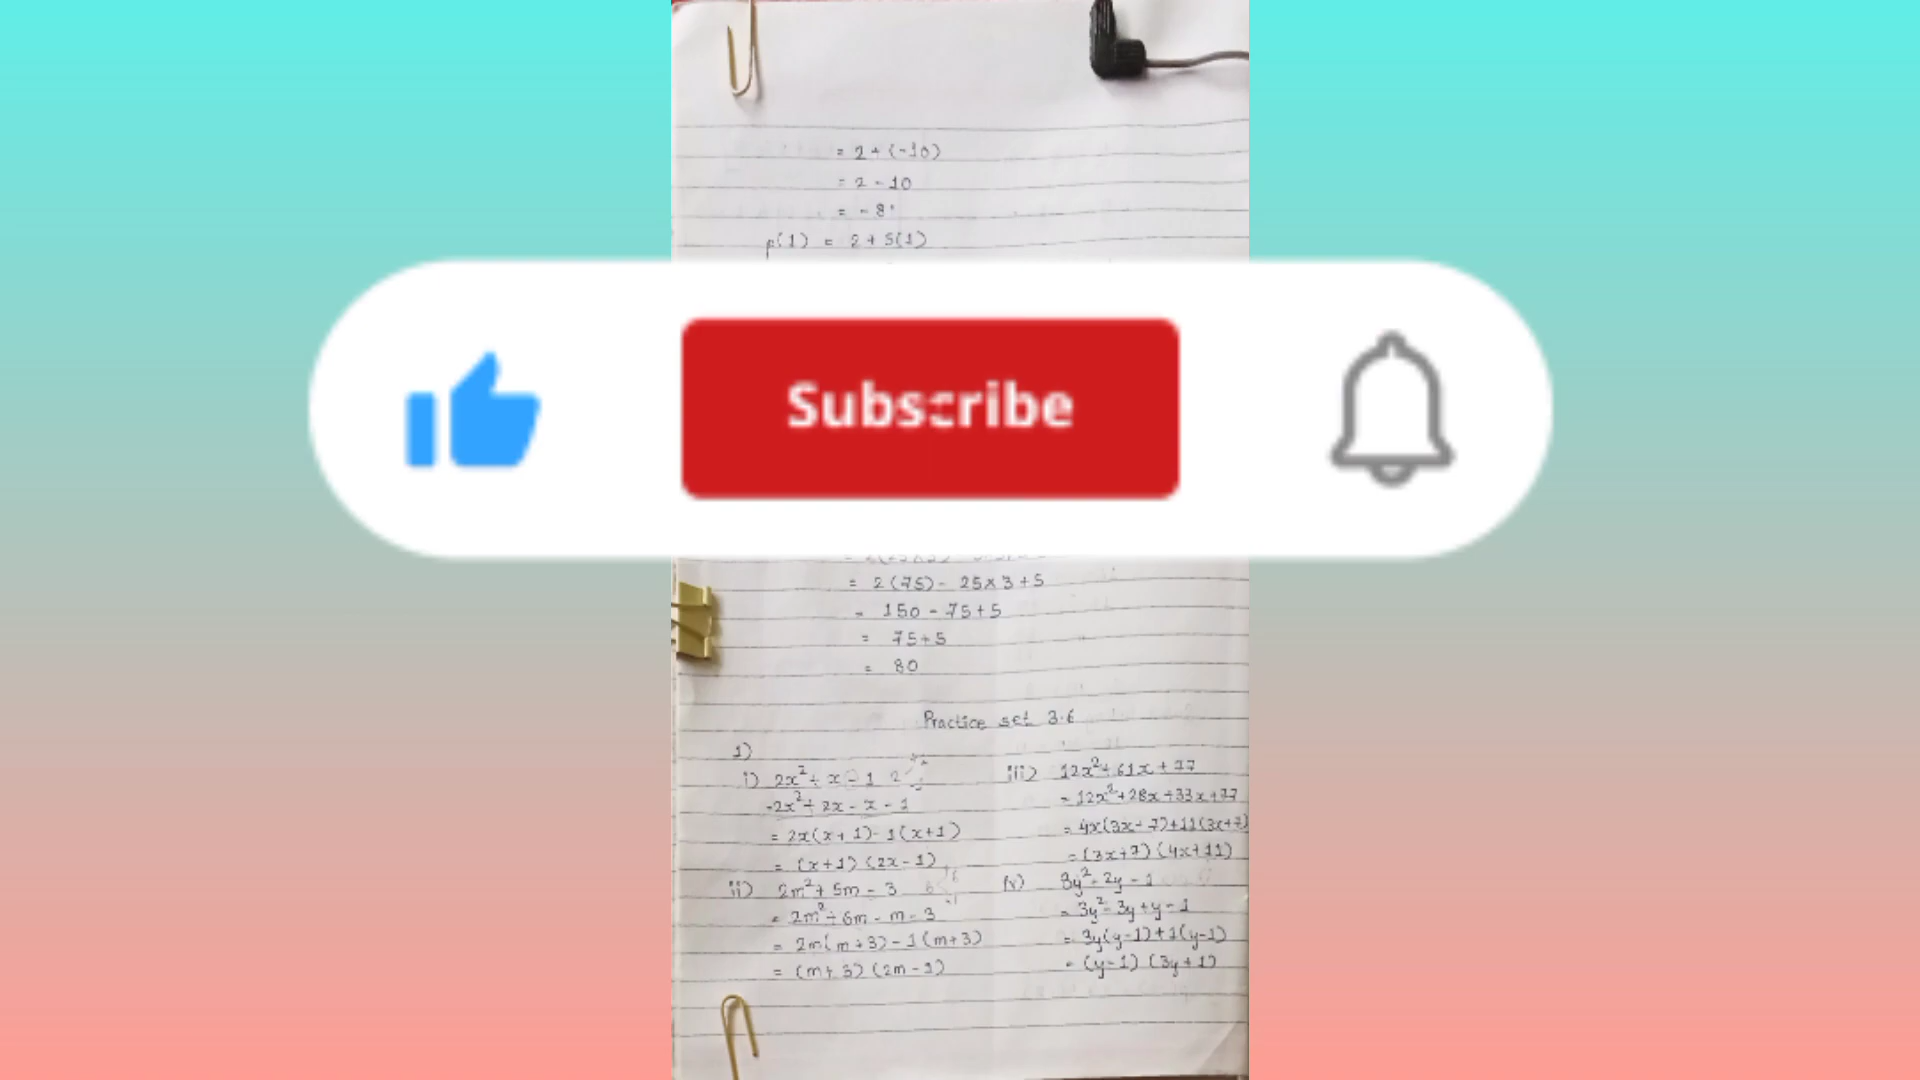 = 2 + (-10)
= 2 - 10
= - 8
p(1) = 2 + 5(1)
Subscribe
= 2(75) - 25×3+5
= 150 - 75+5
= 75+5
= 80
Practice set 3.6
1)
i) 2x²+ x - 1
2x²+ 2x - x - 1
= 2x(x+1)- 1(x+1)
= (x+1) (2x-1)
ii) 2m²+ 5m - 3
= 2m²+6m - m - 3
= 2m(m+3) - 1(m+3)
= (m+3) (2m-1)
iii) 12x²+61x+77
= 12x²+28x+33x+77
= 4x(3x+7)+11(3x+7)
= (3x+7) (4x+11)
iv) 3y²-2y-1
= 3y²-3y+y-1
= 3y(y-1)+1(y-1)
= (y-1) (3y+1)